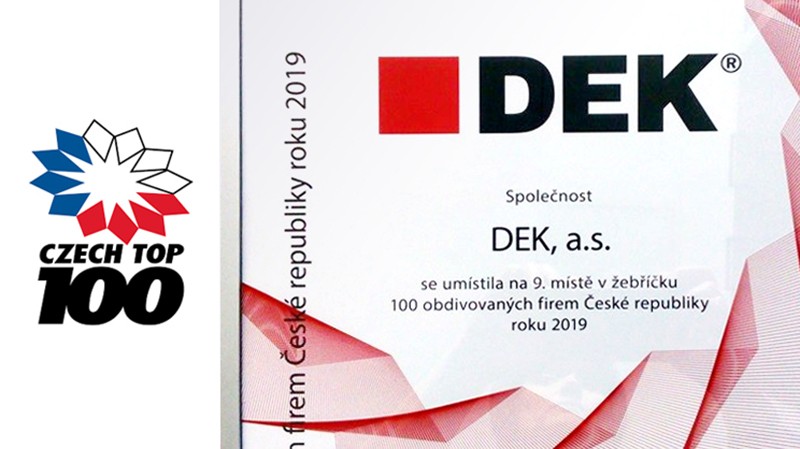 CZECH TOP
100
firem České republiky roku 2019
DEK®
Společnost
DEK, a.s.
se umístila na 9. místě v žebříčku
100 obdivovaných firem České republiky
roku 2019